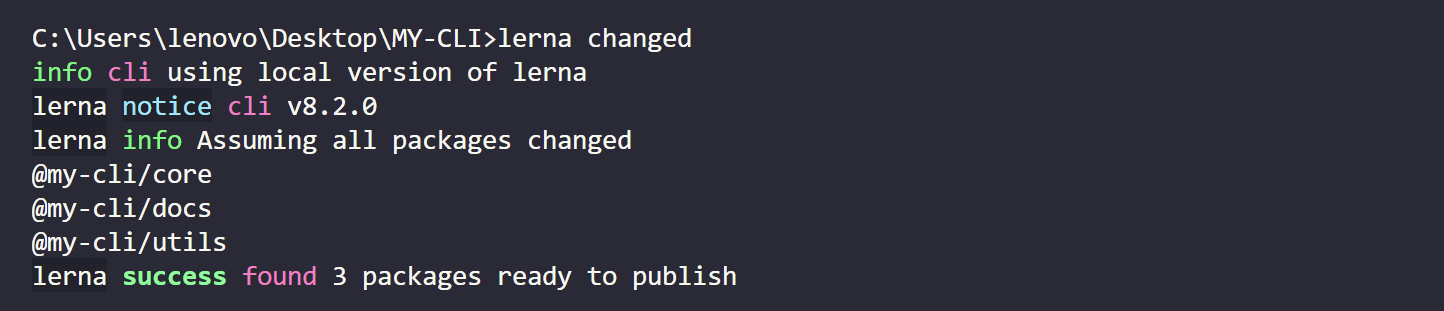 C:\Users\lenovo\Desktop\MY-CLI>lerna changed
info cli using local version of lerna
lerna notice cli v8.2.0
lerna info Assuming all packages changed
@my-cli/core
@my-cli/docs
@my-cli/utils
lerna success found 3 packages ready to publish